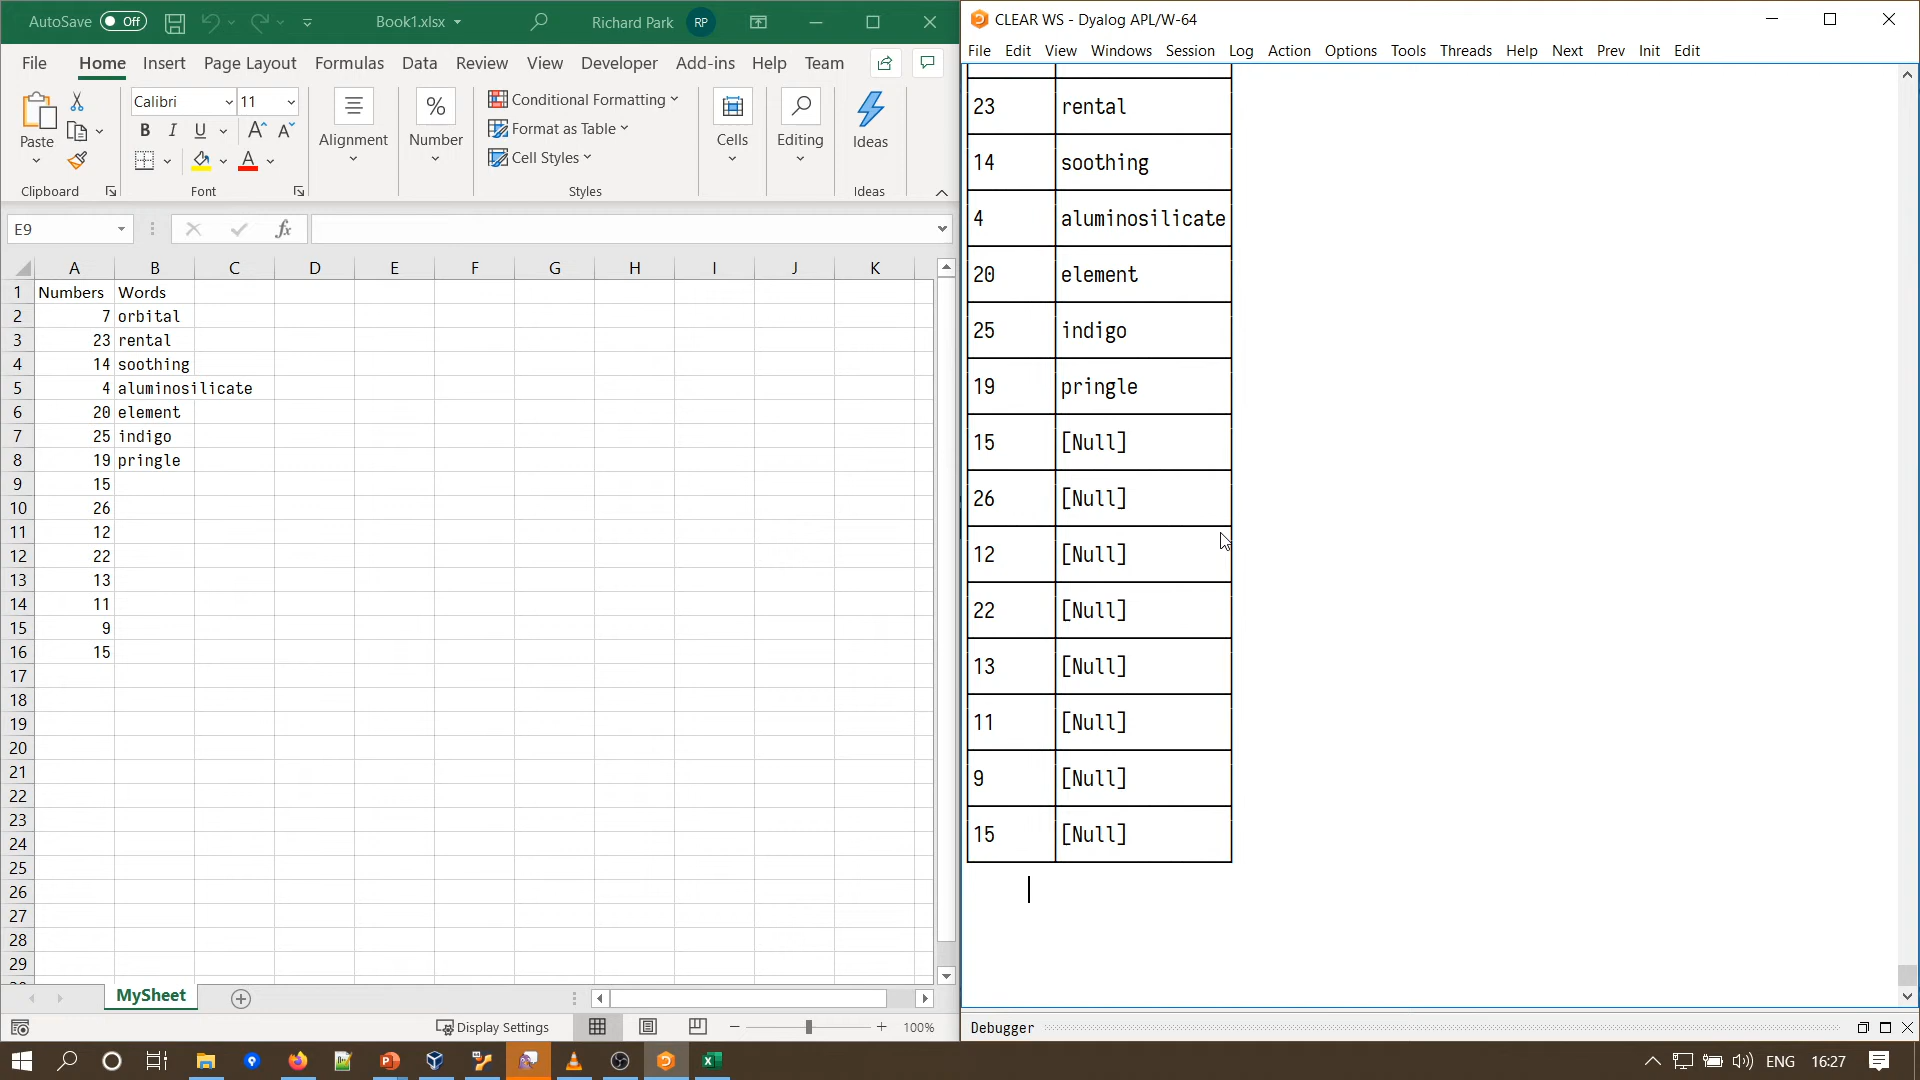 AutoSave Off Book1.xlsx Richard Park RP
File Home Insert Page Layout Formulas Data Review View Developer Add-ins Help Team
Paste
Clipboard
Calibri 11
B I U A A
A
Font
Alignment
%
Number
Conditional Formatting
Format as Table
Cell Styles
Styles
Cells
Editing
Ideas
Ideas
E9 fx
A B C D E F G H I J K
1 Numbers Words
2 7 orbital
3 23 rental
4 14 soothing
5 4 aluminosilicate
6 20 element
7 25 indigo
8 19 pringle
9 15
10 26
11 12
12 22
13 13
14 11
15 9
16 15
17
18
19
20
21
22
23
24
25
26
27
28
29
MySheet
Display Settings 100%
CLEAR WS - Dyalog APL/W-64
File Edit View Windows Session Log Action Options Tools Threads Help Next Prev Init Edit
23 rental
14 soothing
4 aluminosilicate
20 element
25 indigo
19 pringle
15 [Null]
26 [Null]
12 [Null]
22 [Null]
13 [Null]
11 [Null]
9 [Null]
15 [Null]
Debugger
ENG 16:27